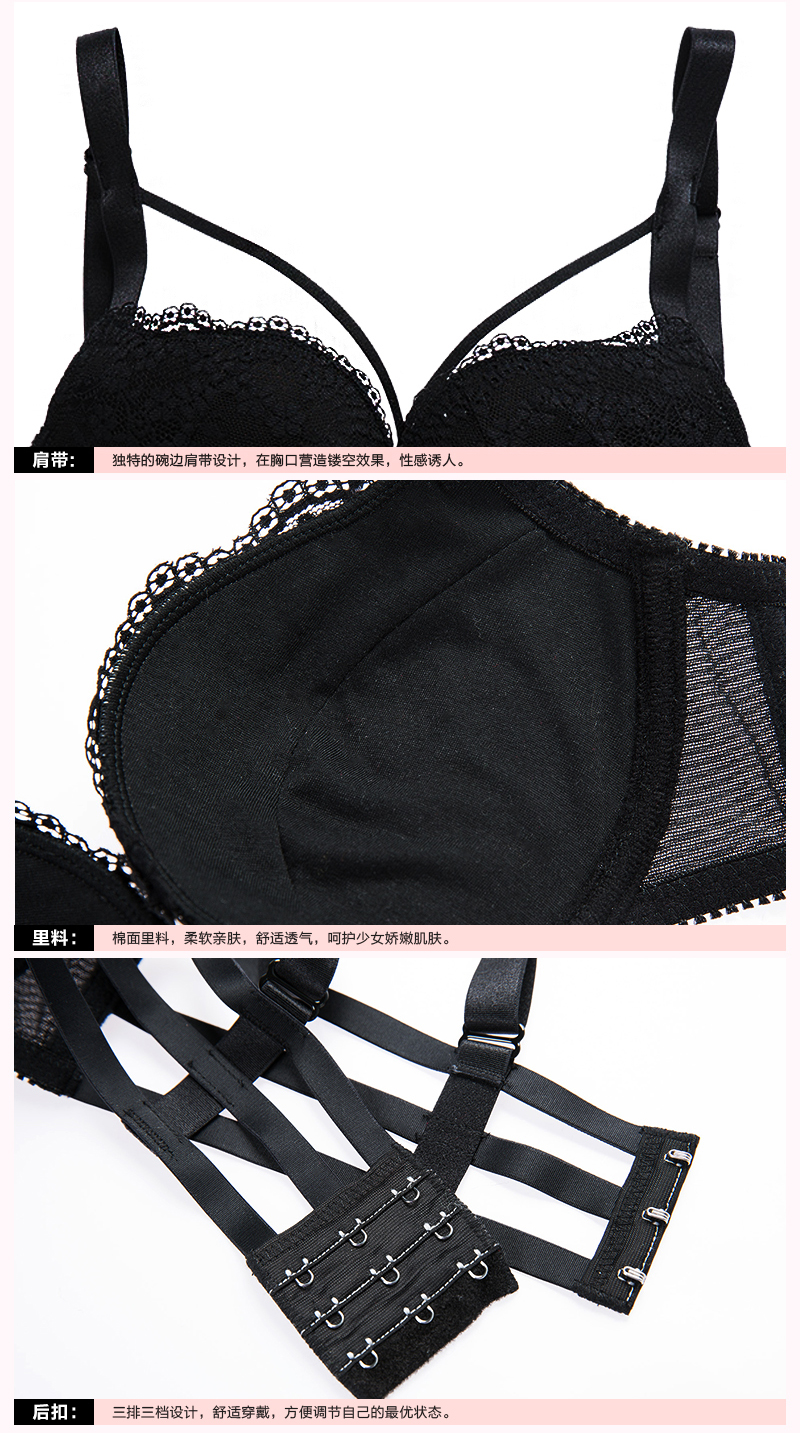 肩带： 独特的碗边肩带设计，在胸口营造镂空效果，性感诱人。
里料： 棉面里料，柔软亲肤，舒适透气，呵护少女娇嫩肌肤。
后扣： 三排三档设计，舒适穿戴，方便调节自己的最优状态。